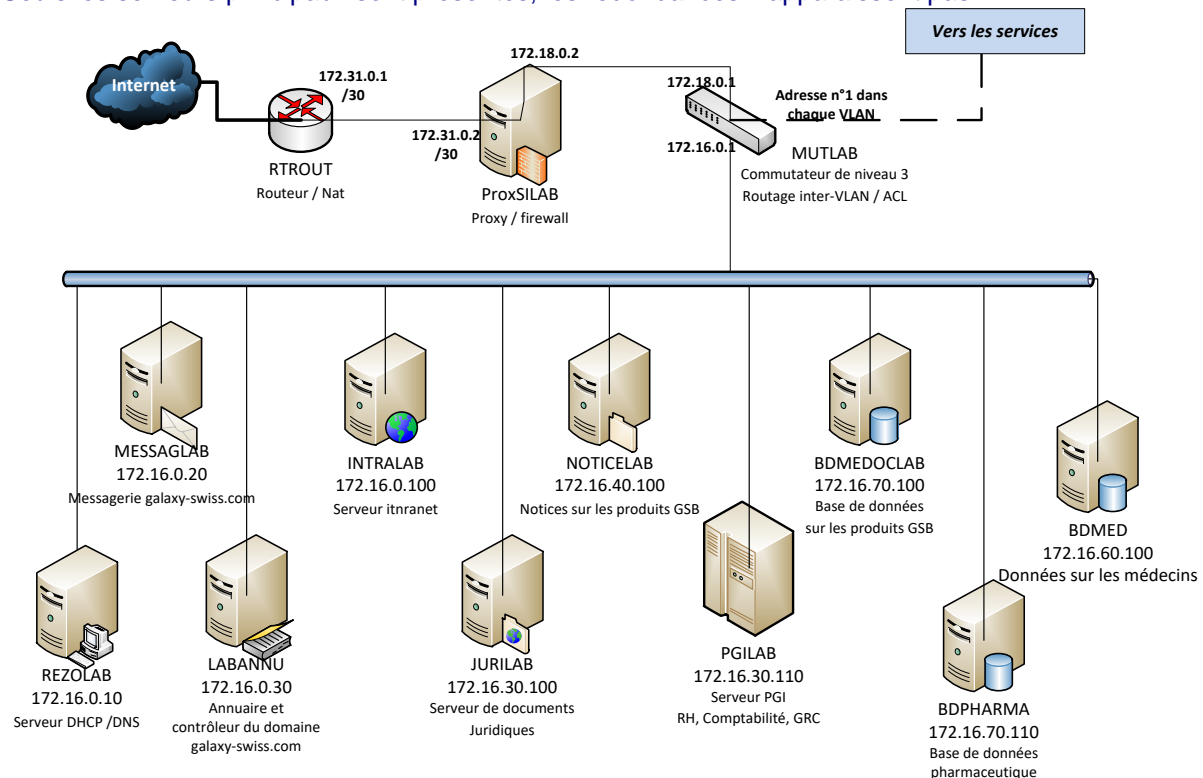 Vers les services
172.18.0.2
Internet
172.31.0.1
/30
172.18.0.1
Adresse n°1 dans
chaque VLAN
172.31.0.2
/30
172.16.0.1
RTROUT
Routeur / Nat
ProxSILAB
Proxy / firewall
MUTLAB
Commutateur de niveau 3
Routage inter-VLAN / ACL
MESSAGLAB
172.16.0.20
Messagerie galaxy-swiss.com
INTRALAB
172.16.0.100
Serveur itnranet
NOTICELAB
172.16.40.100
Notices sur les produits GSB
BDMEDOCLAB
172.16.70.100
Base de données
sur les produits GSB
BDMED
172.16.60.100
Données sur les médecins
REZOLAB
172.16.0.10
Serveur DHCP /DNS
LABANNU
172.16.0.30
Annuaire et
contrôleur du domaine
galaxy-swiss.com
JURILAB
172.16.30.100
Serveur de documents
Juridiques
PGILAB
172.16.30.110
Serveur PGI
RH, Comptabilité, GRC
BDPHARMA
172.16.70.110
Base de données
pharmaceutique